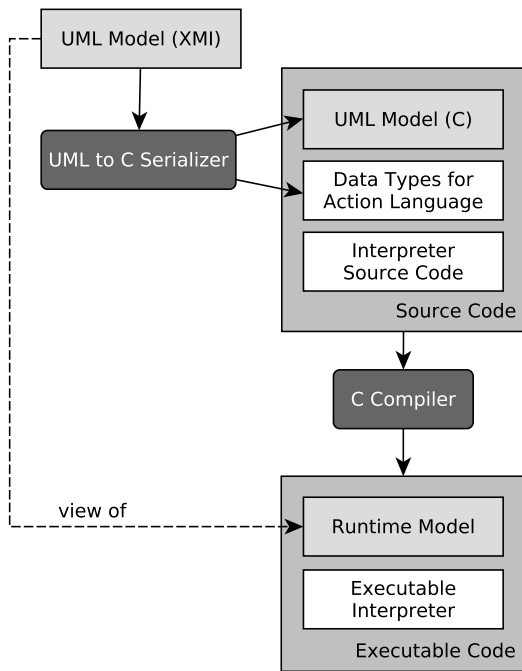 UML Model (XMI)
UML to C Serializer
UML Model (C)
Data Types for
Action Language
Interpreter
Source Code
Source Code
C Compiler
view of
Runtime Model
Executable
Interpreter
Executable Code